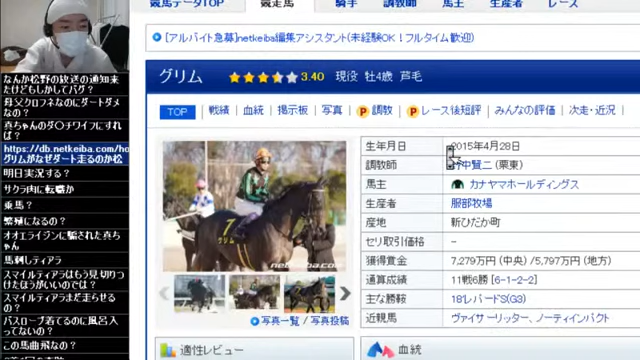 競馬データTOP 競走馬 騎手 調教師 馬主 生産者 レース
[アルバイト急募]netkeiba編集アシスタント(未経験OK!フルタイム歓迎)
グリム 3.40 現役 牡4歳 芦毛
TOP 戦績 血統 掲示板 写真 P 調教 P レース後短評 みんなの評価 次走・近況
生年月日 2015年4月28日
調教師 中賢二 (栗東)
馬主 カナヤマホールディングス
生産者 服部牧場
産地 新ひだか町
セリ取引価格 -
獲得賞金 7,279万円 (中央) /5,797万円 (地方)
通算成績 11戦6勝 [6-1-2-2]
主な勝鞍 18'レパードS(G3)
近親馬 ヴァイサーリッター、ノーティインパクト
7
グリム
netkeiba.com
写真一覧 / 写真投稿
適性レビュー 血統
なんか松野の放送の通知来
たけどもしかしてバグ?
母父クロフネなのにダートダメ
なの?
真ちゃんのダ〇チワイフにすれ
ば?
https://db.netkeiba.com/ho
グリムがなぜダート走るのか松
明日実況する?
サクラ肉に転職か
乗馬?
繁殖になるの?
オオエライジンに騙された真ち
ゃん
馬刺しティアラ
スマイルティアラはもう見切りつ
けたほうがいいのでは?
スマイルティアラまだ走らせる
の?
バスローブ着てるのに風呂入
ってないの?
この馬曲飛なの?